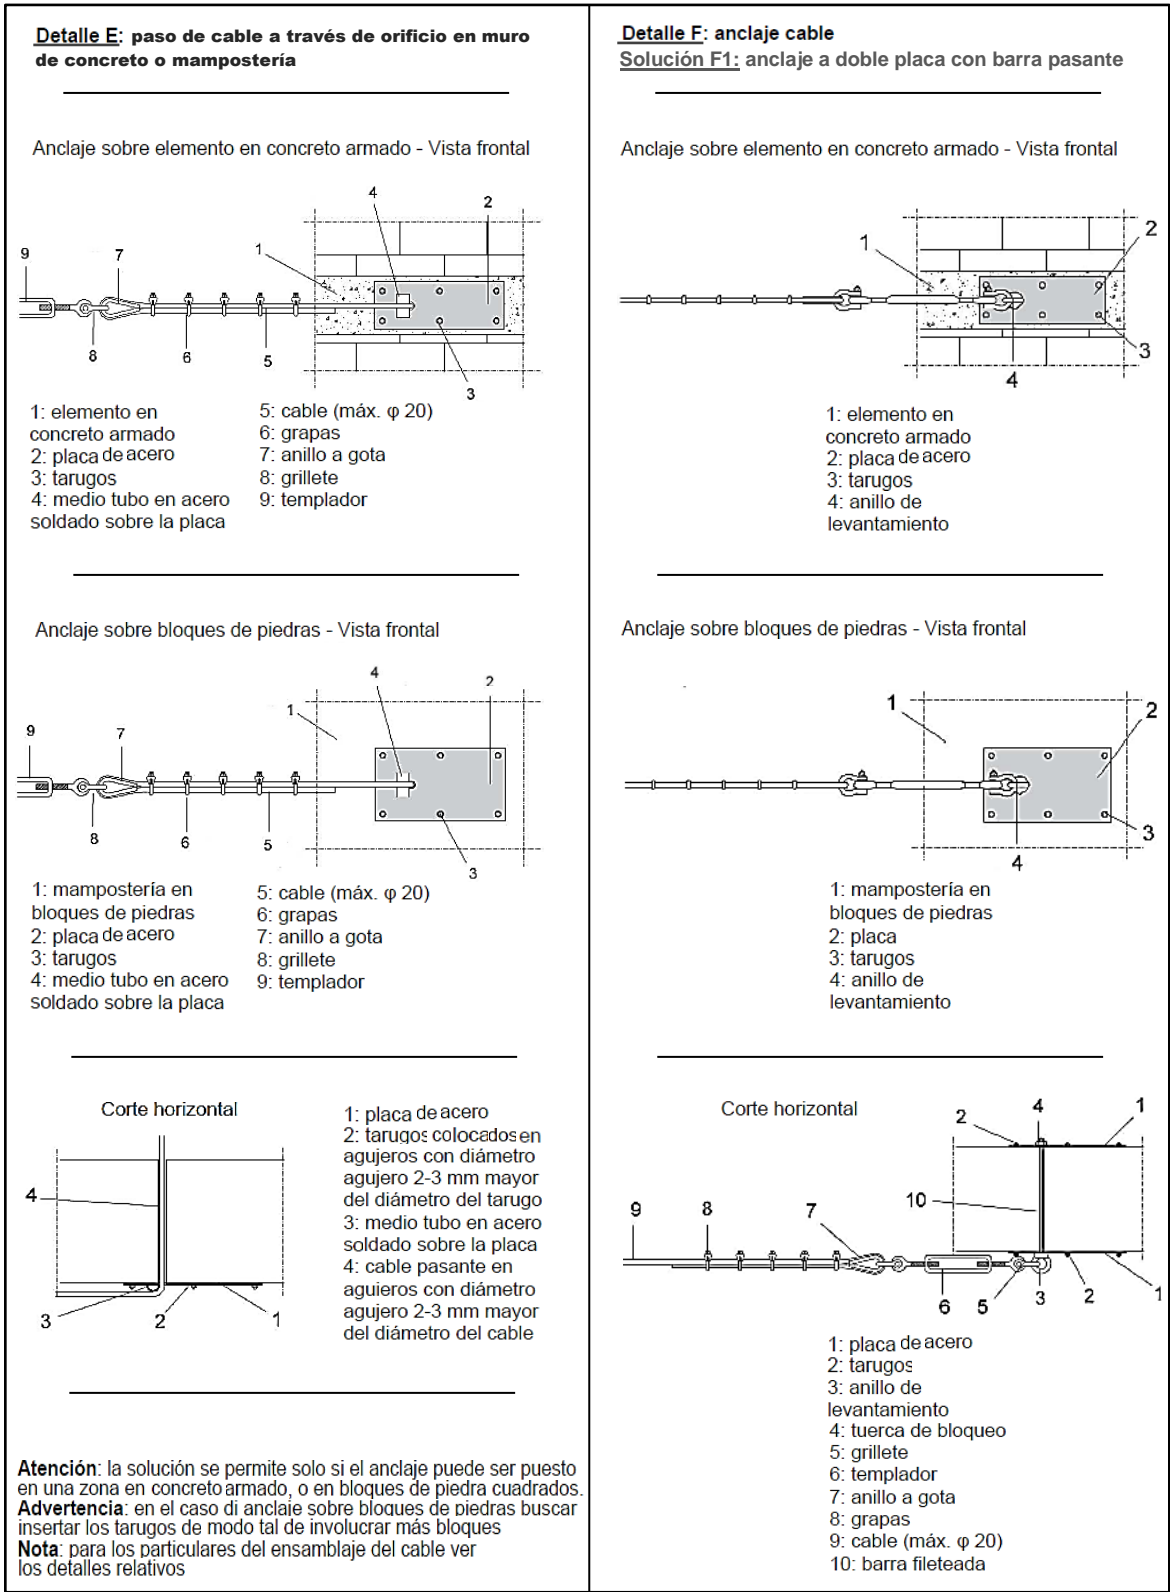 Detalle E: paso de cable a través de orificio en muro
de concreto o mampostería
Anclaje sobre elemento en concreto armado - Vista frontal
4
2
1
9
7
8
6
5
3
1: elemento en
concreto armado
2: placa de acero
3: tarugos
4: medio tubo en acero
soldado sobre la placa
5: cable (máx. φ 20)
6: grapas
7: anillo a gota
8: grillete
9: templador
Anclaje sobre bloques de piedras - Vista frontal
4
2
1
9
7
8
6
5
3
1: mampostería en
bloques de piedras
2: placa de acero
3: tarugos
4: medio tubo en acero
soldado sobre la placa
5: cable (máx. φ 20)
6: grapas
7: anillo a gota
8: grillete
9: templador
Corte horizontal
4
3
2
1
1: placa de acero
2: tarugos colocados en
agujeros con diámetro
agujero 2-3 mm mayor
del diámetro del tarugo
3: medio tubo en acero
soldado sobre la placa
4: cable pasante en
aguieros con diámetro
agujero 2-3 mm mayor
del diámetro del cable
Atención: la solución se permite solo si el anclaje puede ser puesto
en una zona en concreto armado, o en bloques de piedra cuadrados.
Advertencia: en el caso di anclaje sobre bloques de piedras buscar
insertar los tarugos de modo tal de involucrar más bloques
Nota: para los particulares del ensamblaje del cable ver
los detalles relativos
Detalle F: anclaje cable
Solución F1: anclaje a doble placa con barra pasante
Anclaje sobre elemento en concreto armado - Vista frontal
1
2
3
4
1: elemento en
concreto armado
2: placa de acero
3: tarugos
4: anillo de
levantamiento
Anclaje sobre bloques de piedras - Vista frontal
1
2
3
4
1: mampostería en
bloques de piedras
2: placa
3: tarugos
4: anillo de
levantamiento
Corte horizontal
2
4
1
10
9
8
7
6
5
3
2
1
1: placa de acero
2: tarugos
3: anillo de
levantamiento
4: tuerca de bloqueo
5: grillete
6: templador
7: anillo a gota
8: grapas
9: cable (máx. φ 20)
10: barra fileteada